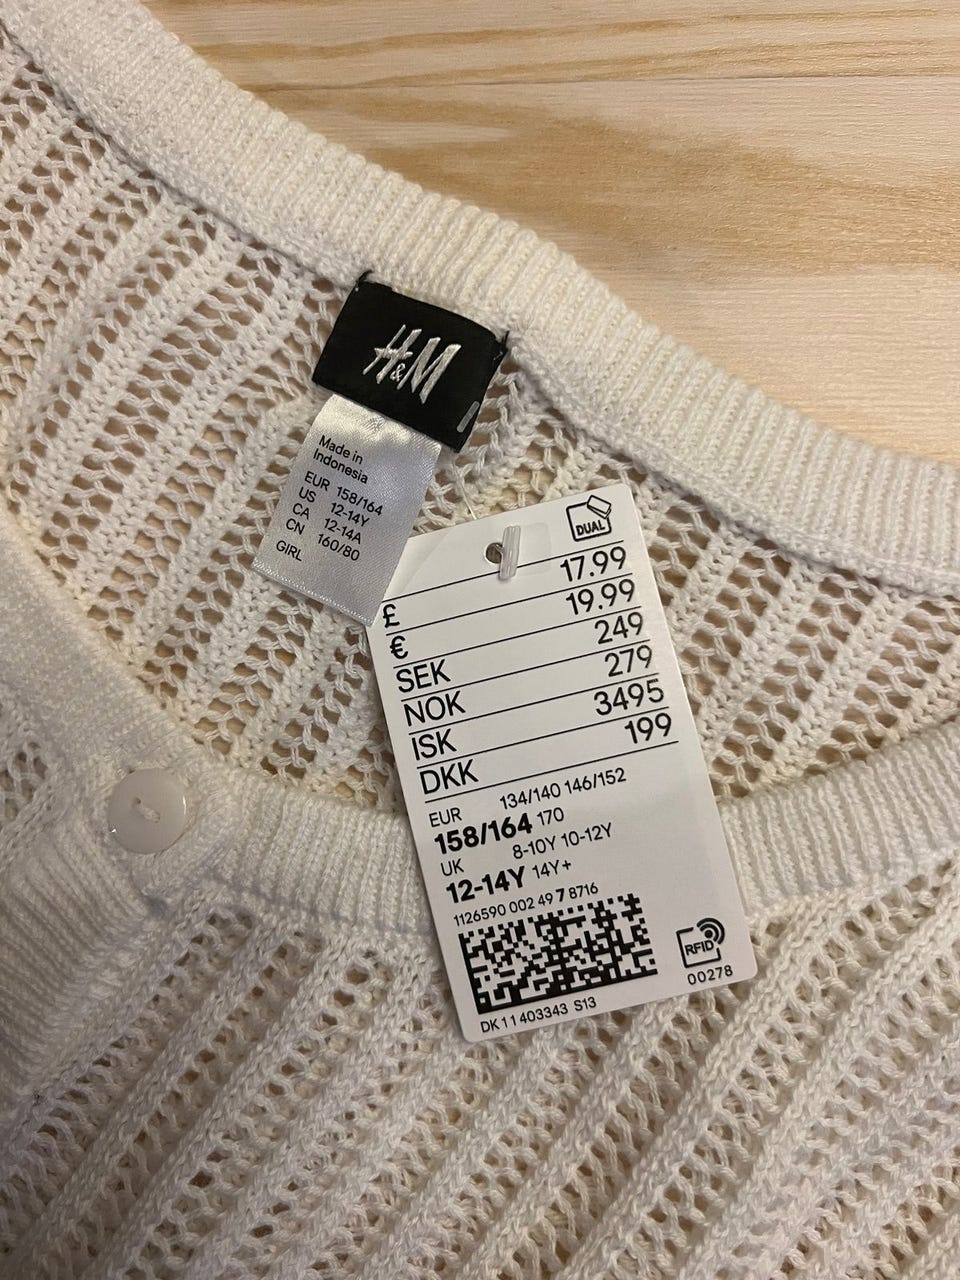 H&M
Made in
Indonesia
EUR 158/164
US 12-14Y
CA 12-14A
CN 160/80
GIRL
DUAL
£ 17.99
€ 19.99
SEK 249
NOK 279
ISK 3495
DKK 199
EUR 134/140 146/152
158/164 170
UK 8-10Y 10-12Y
12-14Y 14Y+
1126590 002 49 7 8716
RFID
00278
DK11 403343 S13